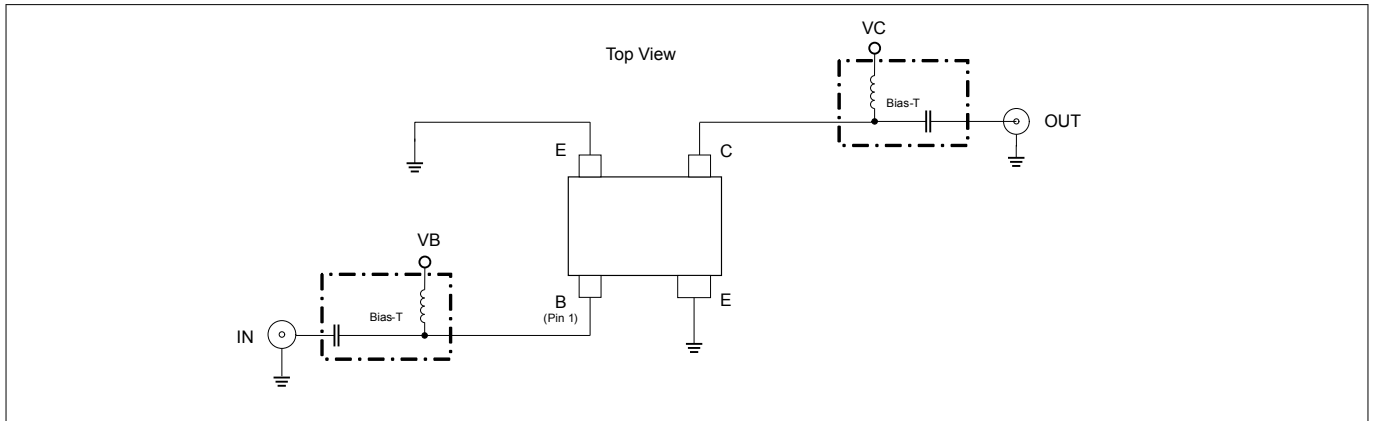 VC
Top View
Bias-T
OUT
E
C
VB
B
E
(Pin 1)
Bias-T
IN